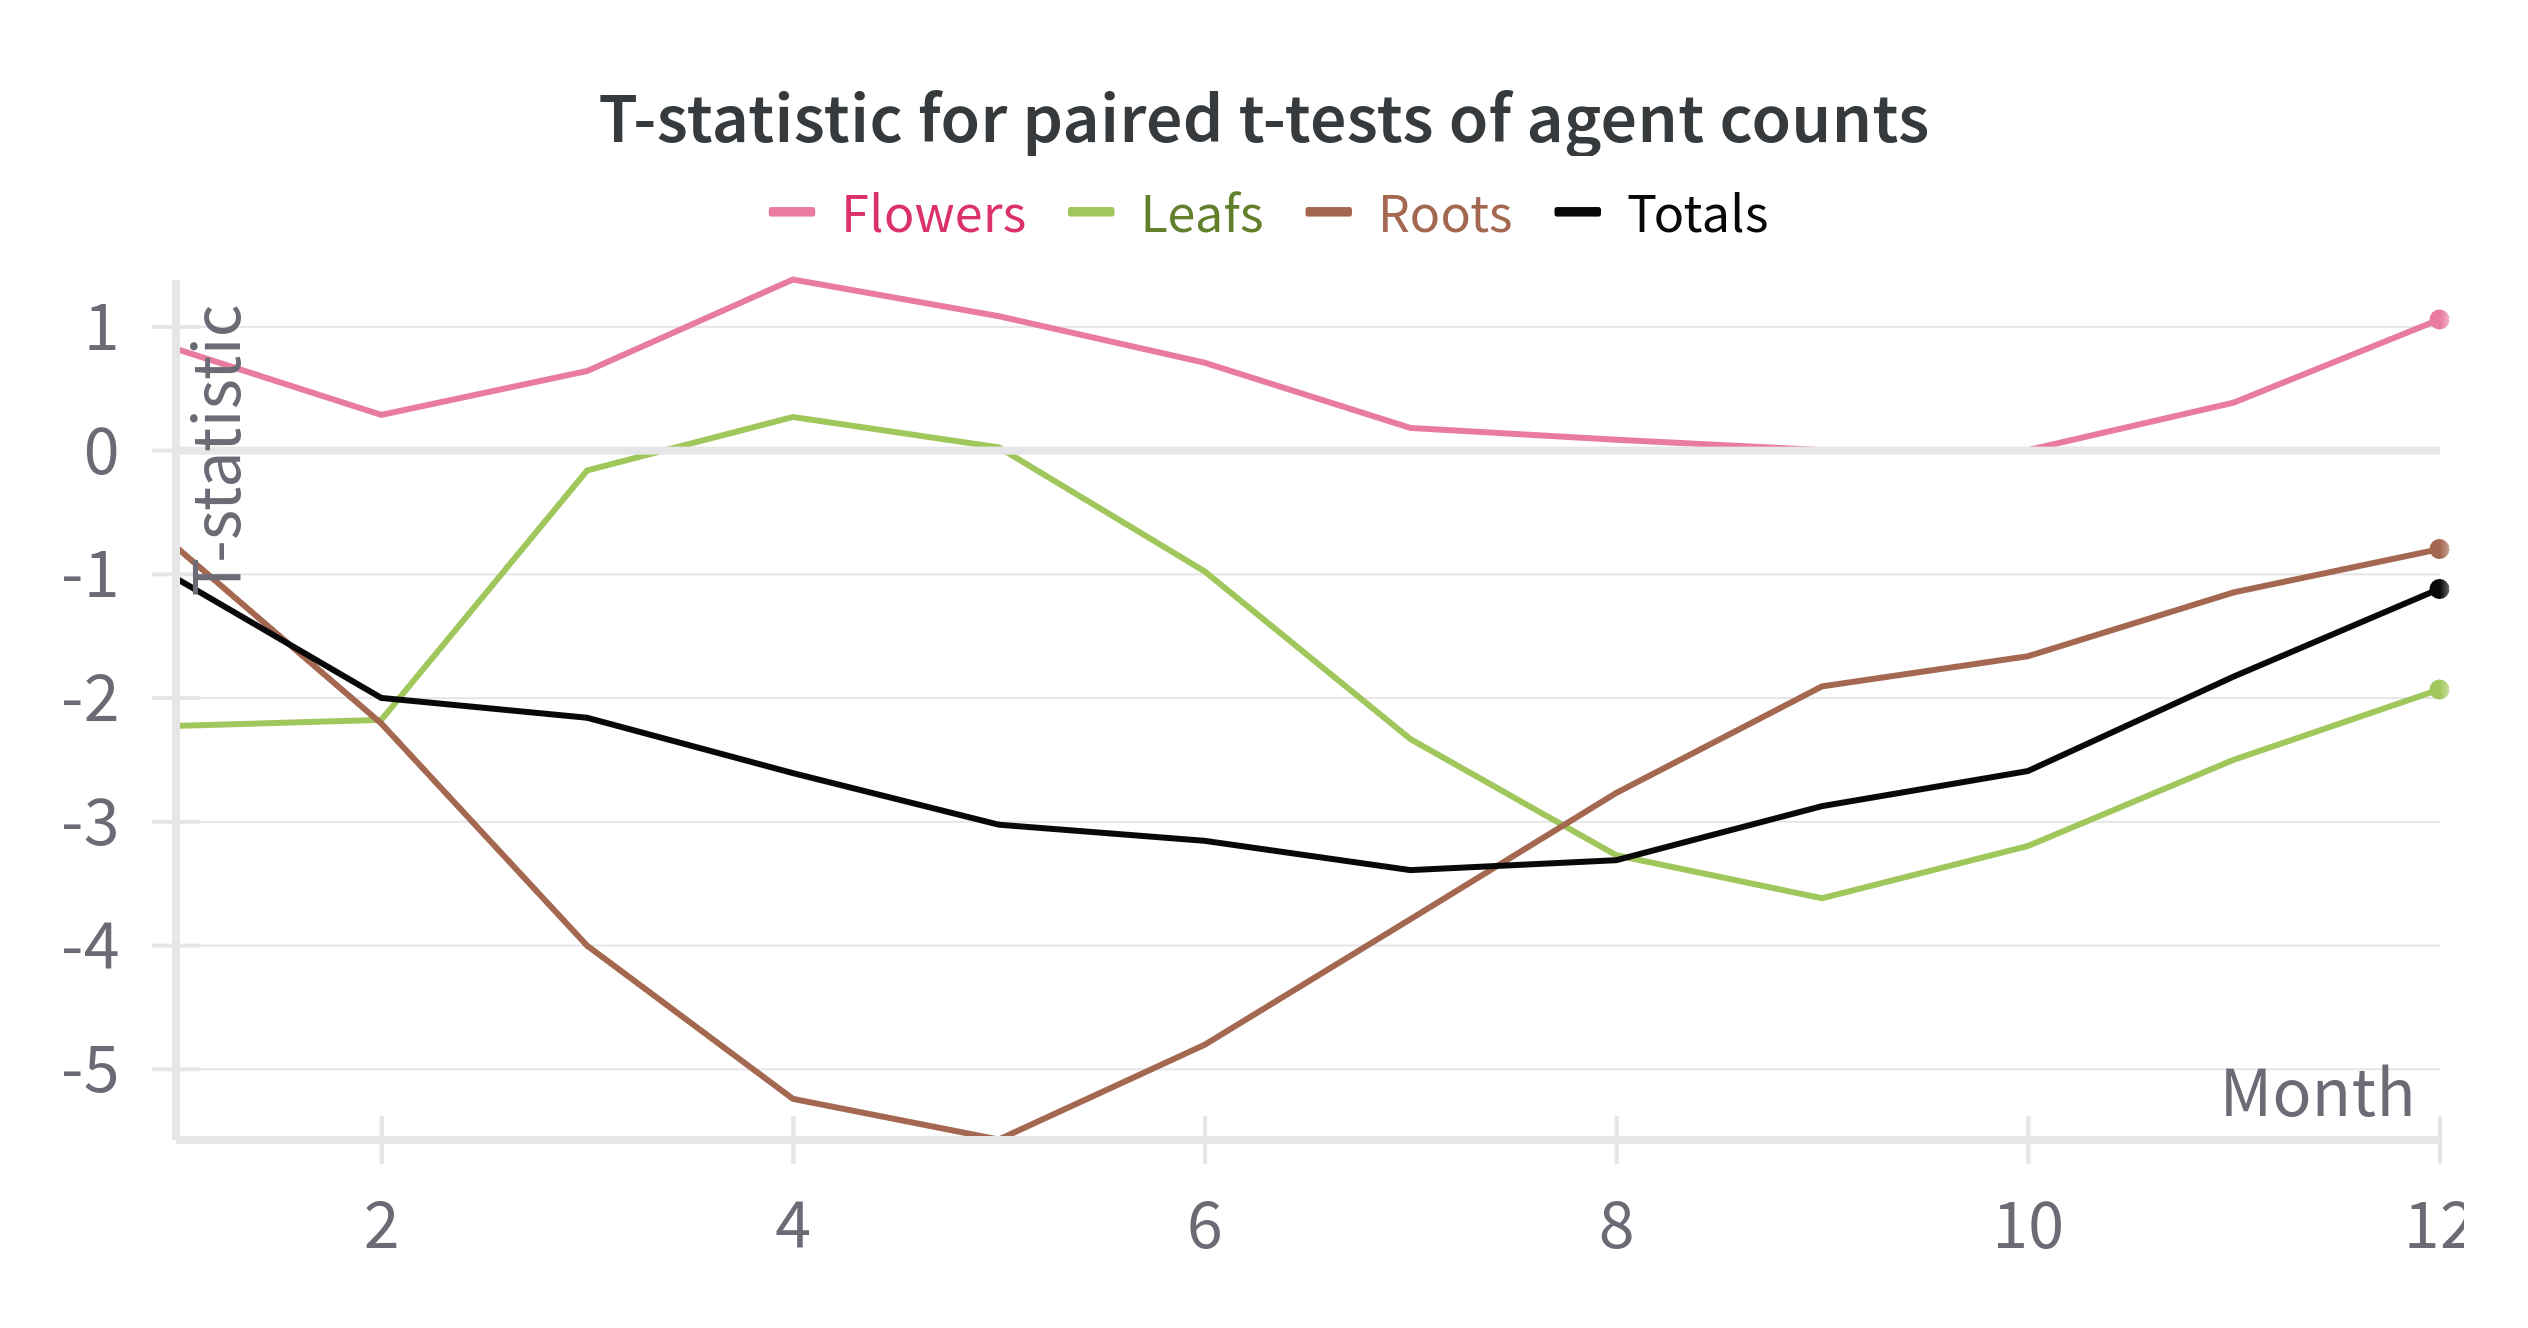 T-statistic for paired t-tests of agent counts
Flowers Leafs Roots Totals
T-statistic
1
0
-1
-2
-3
-4
-5
Month
2 4 6 8 10 12